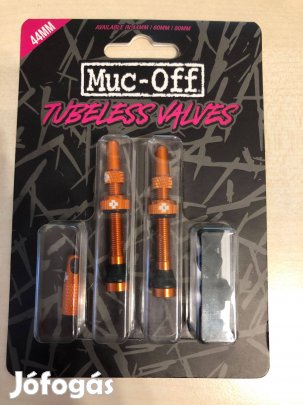 44MM
AVAILABLE IN 44MM / 60MM / 80MM
Muc-Off
TUBELESS VALVES
Jófogás